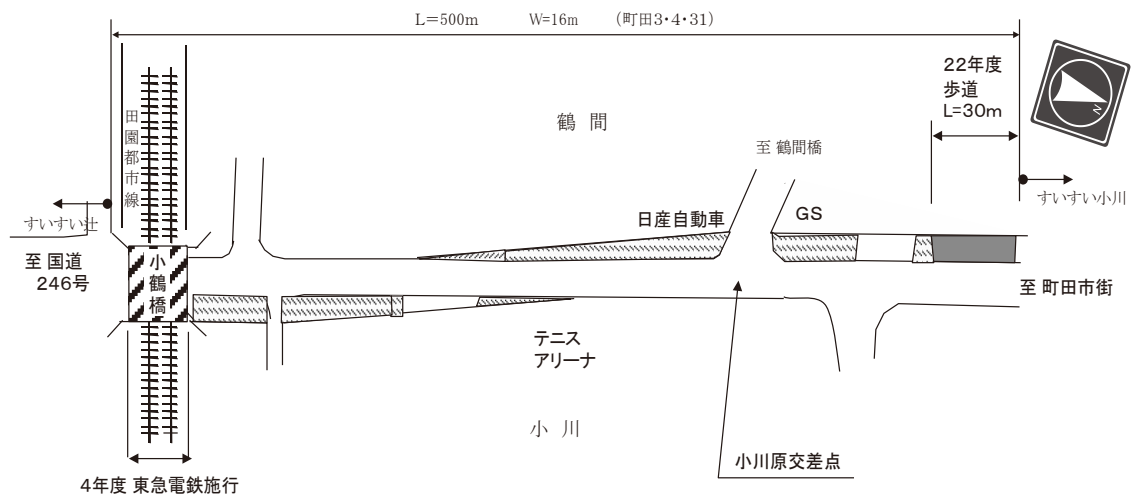 L=500m W=16m (町田3・4・31)
22年度
歩道
L=30m
N
田園都市線
鶴間
至 鶴間橋
すいすい辻
すいすい小川
日産自動車
GS
至 国道
246号
小鶴橋
至 町田市街
テニス
アリーナ
小川
小川原交差点
4年度 東急電鉄施行